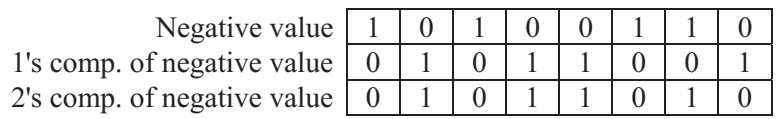 Negative value 1 0 1 0 0 1 1 0
1's comp. of negative value 0 1 0 1 1 0 0 1
2's comp. of negative value 0 1 0 1 1 0 1 0